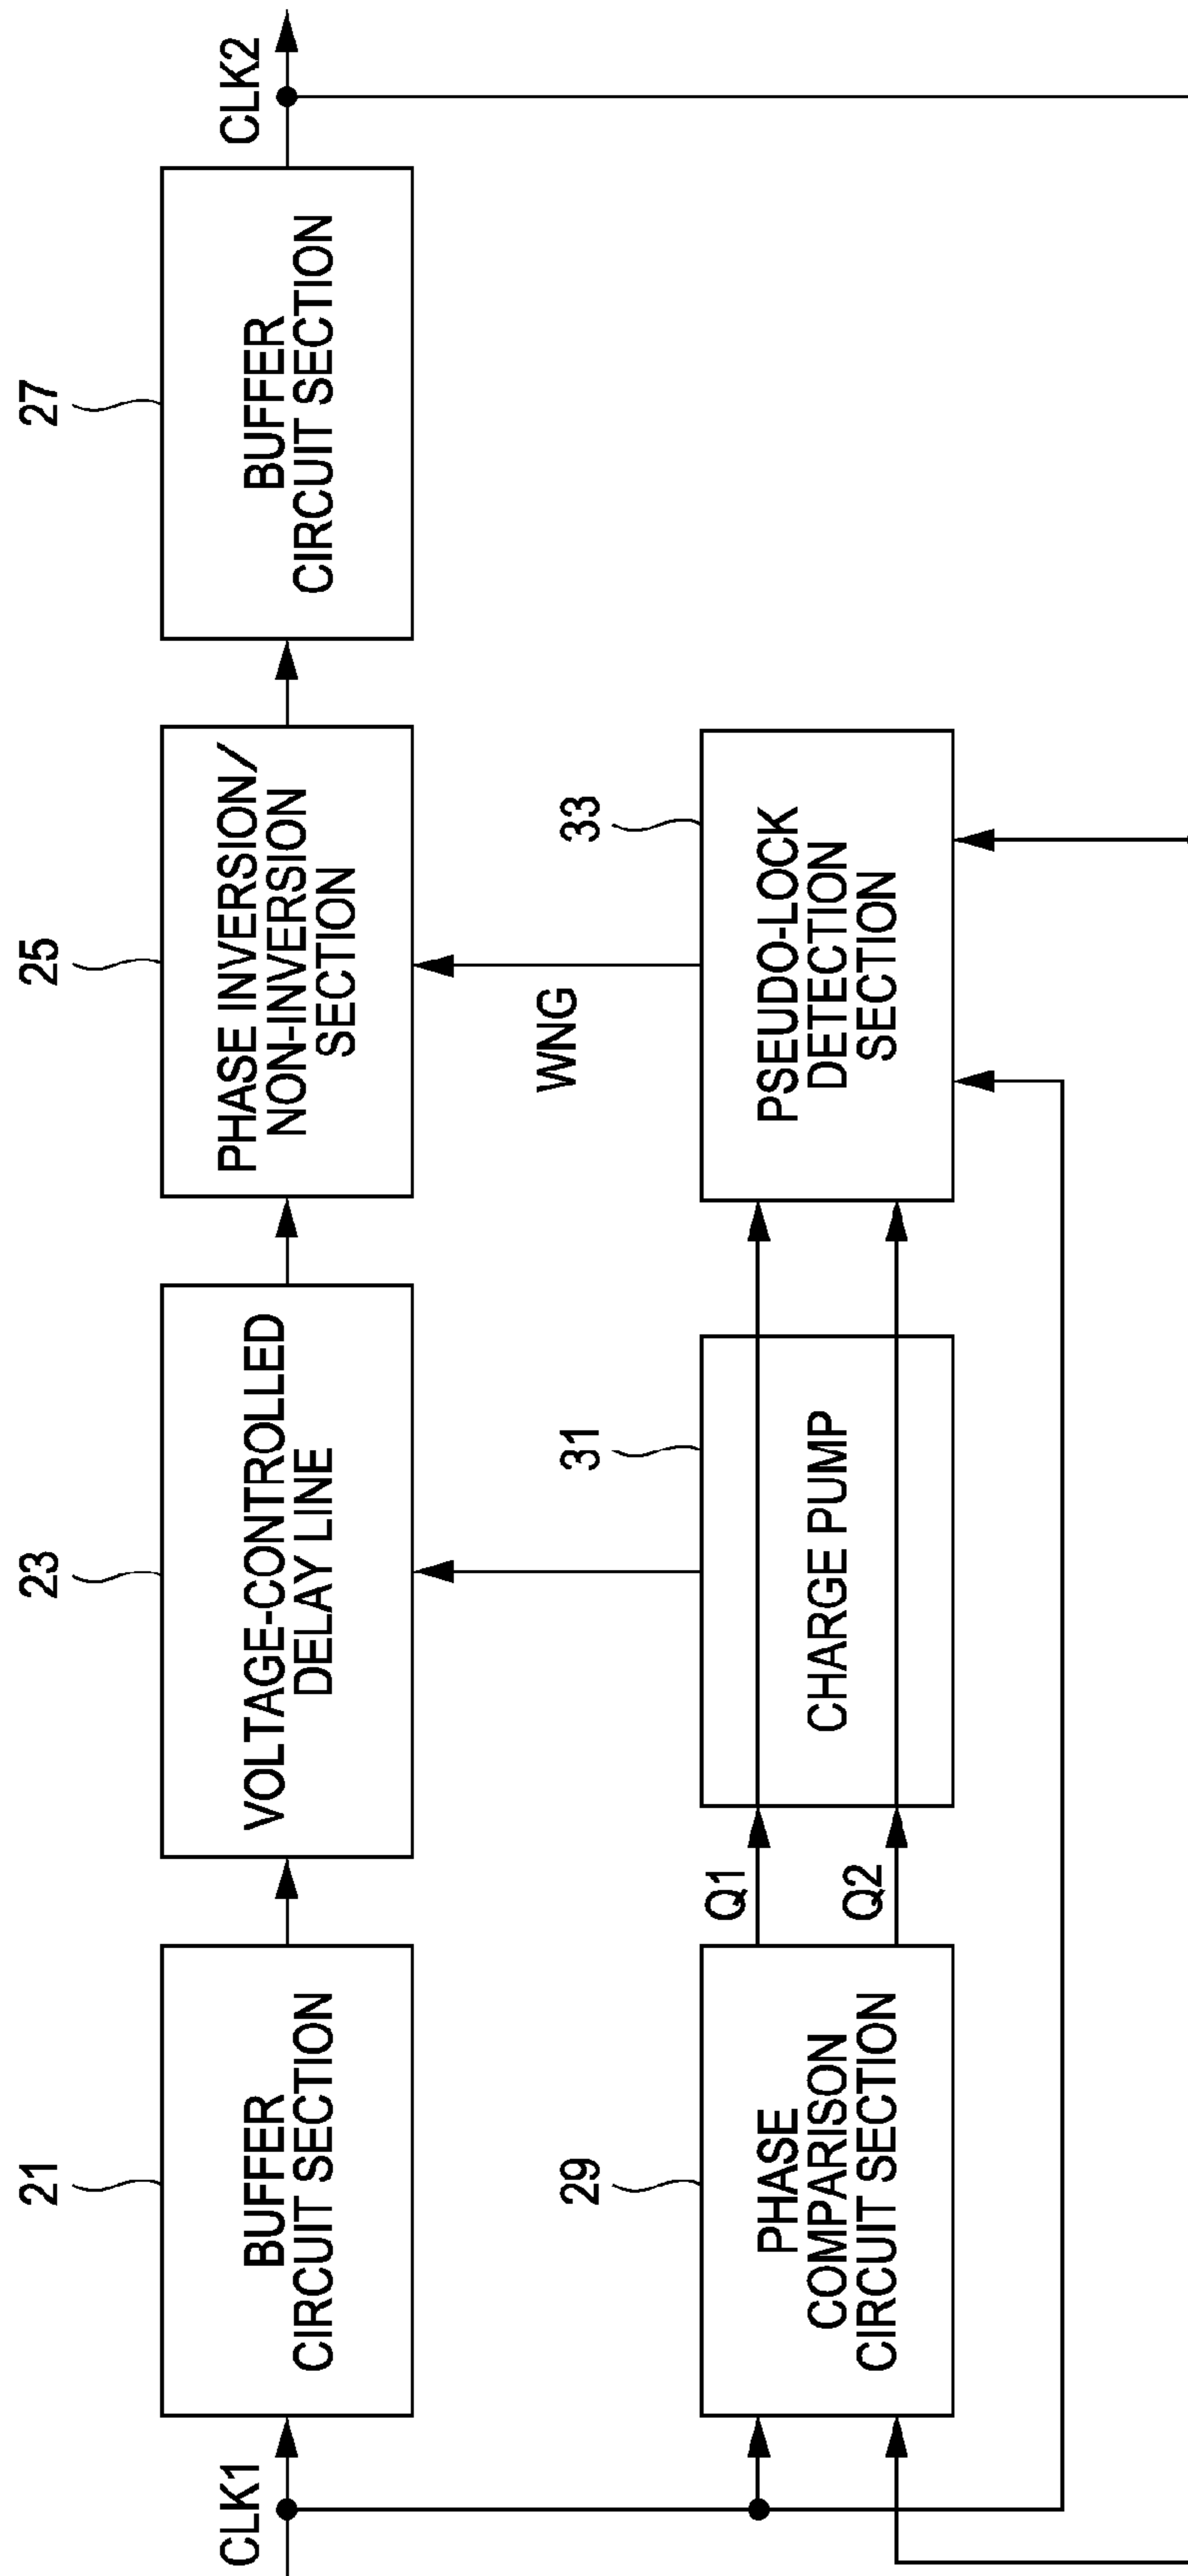 CLK1
21
BUFFER
CIRCUIT SECTION
23
VOLTAGE-CONTROLLED
DELAY LINE
25
PHASE INVERSION/
NON-INVERSION
SECTION
27
BUFFER
CIRCUIT SECTION
CLK2
WNG
29
PHASE
COMPARISON
CIRCUIT SECTION
Q1
Q2
31
CHARGE PUMP
33
PSEUDO-LOCK
DETECTION
SECTION